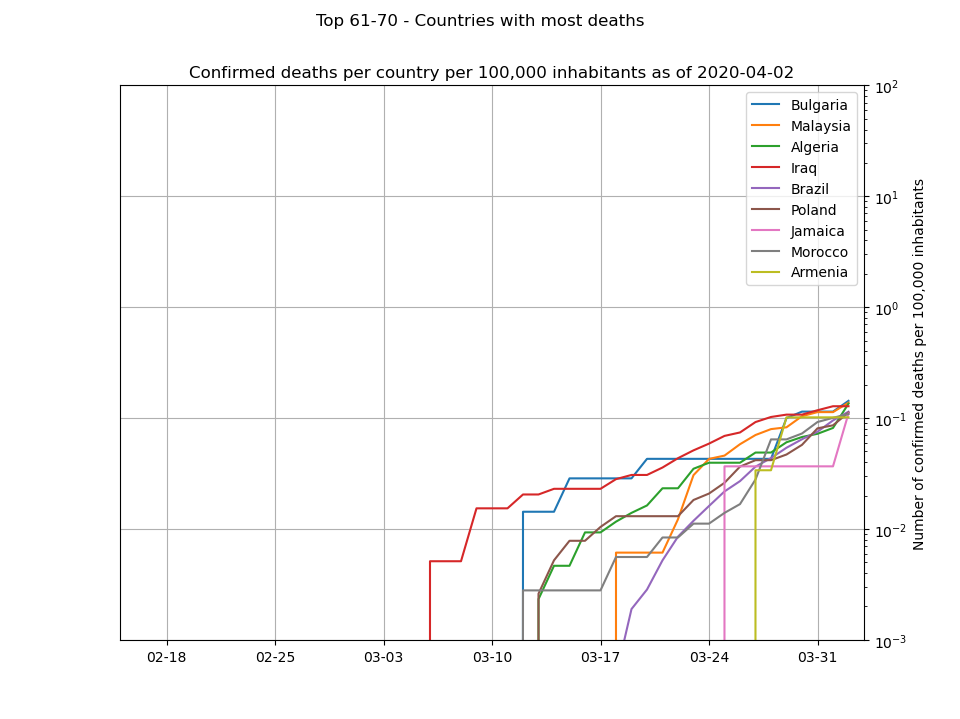 Top 61-70 - Countries with most deaths
Confirmed deaths per country per 100,000 inhabitants as of 2020-04-02
Bulgaria
Malaysia
Algeria
Iraq
Brazil
Poland
Jamaica
Morocco
Armenia
10²
10¹
10⁰
10⁻¹
10⁻²
10⁻³
Number of confirmed deaths per 100,000 inhabitants
02-18
02-25
03-03
03-10
03-17
03-24
03-31